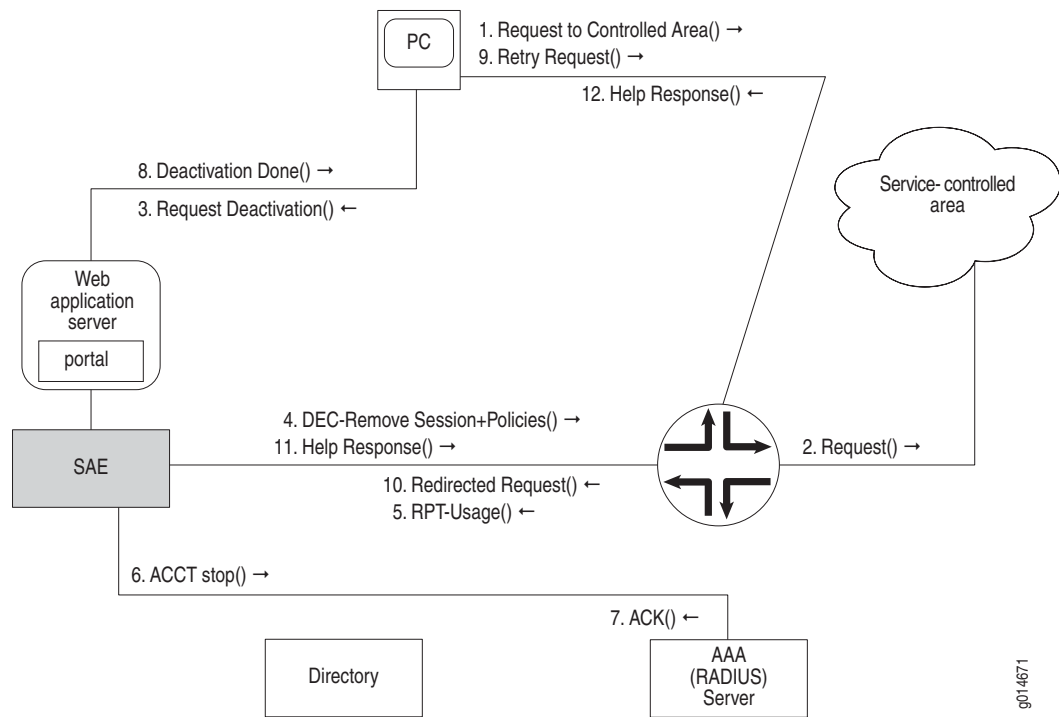 PC
1. Request to Controlled Area() →
9. Retry Request() →
12. Help Response() ←
8. Deactivation Done() →
3. Request Deactivation() ←
Service- controlled
area
Web
application
server
portal
4. DEC-Remove Session+Policies() →
11. Help Response() →
SAE
2. Request() →
10. Redirected Request() ←
5. RPT-Usage() ←
6. ACCT stop() →
7. ACK() ←
Directory
AAA
(RADIUS)
Server
g014671